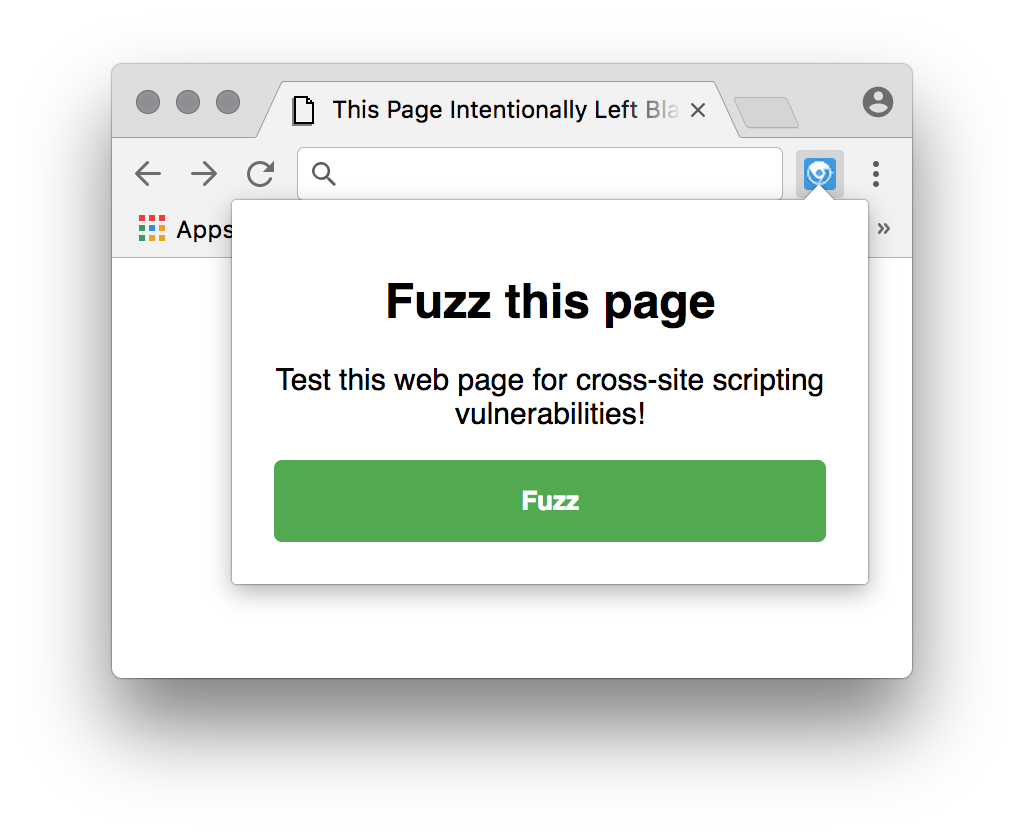 This Page Intentionally Left Bla
Apps
»
Fuzz this page
Test this web page for cross-site scripting
vulnerabilities!
Fuzz